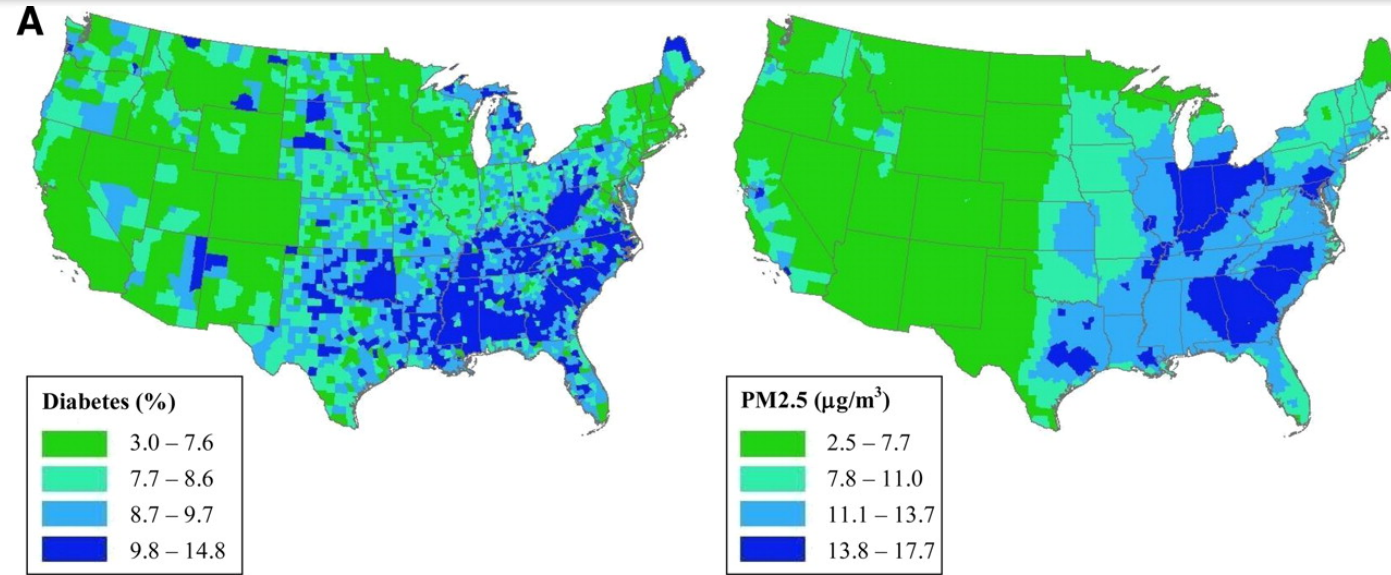 A
Diabetes (%)
3.0 – 7.6
7.7 – 8.6
8.7 – 9.7
9.8 – 14.8
PM2.5 (µg/m³)
2.5 – 7.7
7.8 – 11.0
11.1 – 13.7
13.8 – 17.7